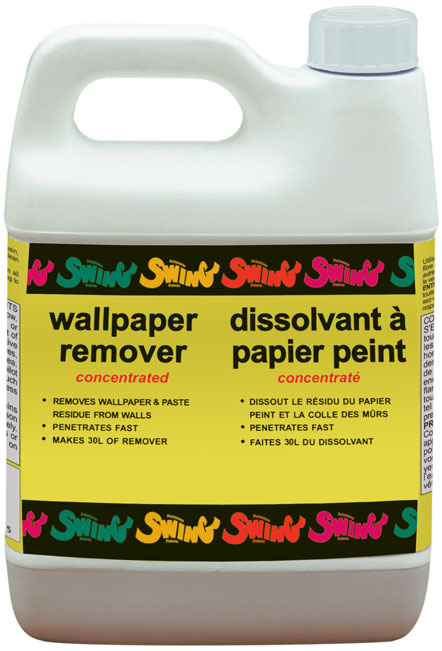 SWING SWING SWING SWING
wallpaper
remover
concentrated
• REMOVES WALLPAPER & PASTE
RESIDUE FROM WALLS
• PENETRATES FAST
• MAKES 30L OF REMOVER
dissolvant à
papier peint
concentraté
• DISSOUT LE RÉSIDU DU PAPIER
PEINT ET LA COLLE DES MÛRS
• PENETRATES FAST
• FAITES 30L DU DISSOLVANT
SWING SWING SWING SWING